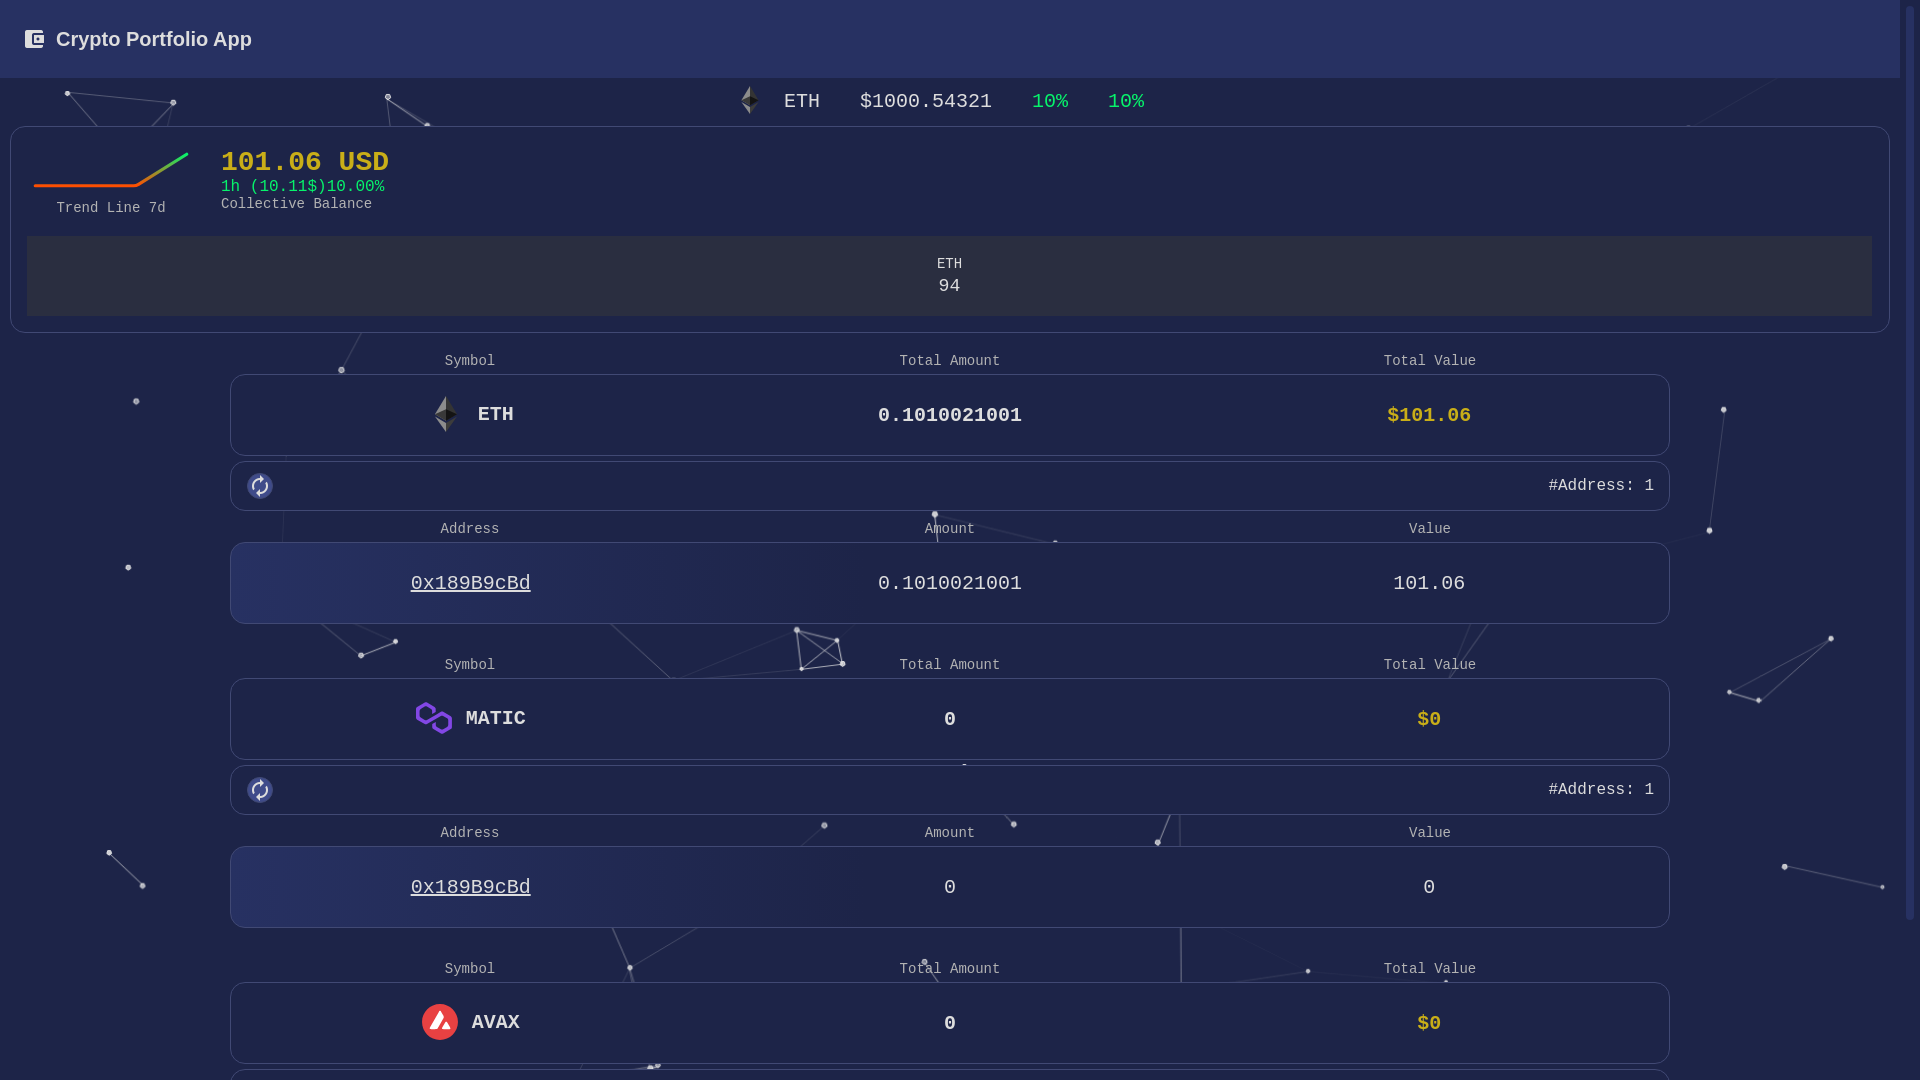 Crypto Portfolio App
ETH $1000.54321 10% 10%
101.06 USD
1h (10.11$)10.00%
Collective Balance
Trend Line 7d
ETH
94
Symbol Total Amount Total Value
ETH 0.1010021001 $101.06
#Address: 1
Address Amount Value
0x189B9cBd 0.1010021001 101.06
Symbol Total Amount Total Value
MATIC 0 $0
#Address: 1
Address Amount Value
0x189B9cBd 0 0
Symbol Total Amount Total Value
AVAX 0 $0